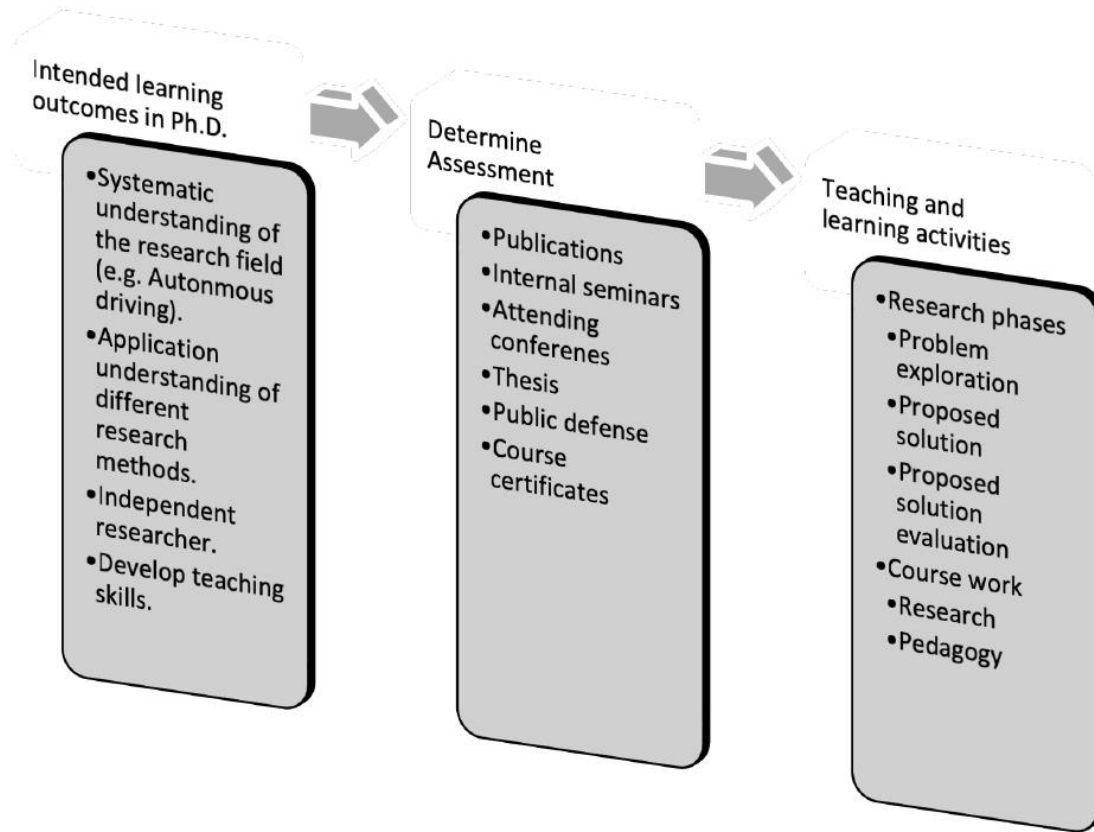 Intended learning
outcomes in Ph.D.
•Systematic
understanding of
the research field
(e.g. Autonmous
driving).
•Application
understanding of
different
research
methods.
•Independent
researcher.
•Develop teaching
skills.
Determine
Assessment
•Publications
•Internal seminars
•Attending
conferenes
•Thesis
•Public defense
•Course
certificates
Teaching and
learning activities
•Research phases
•Problem
exploration
•Proposed
solution
•Proposed
solution
evaluation
•Course work
•Research
•Pedagogy